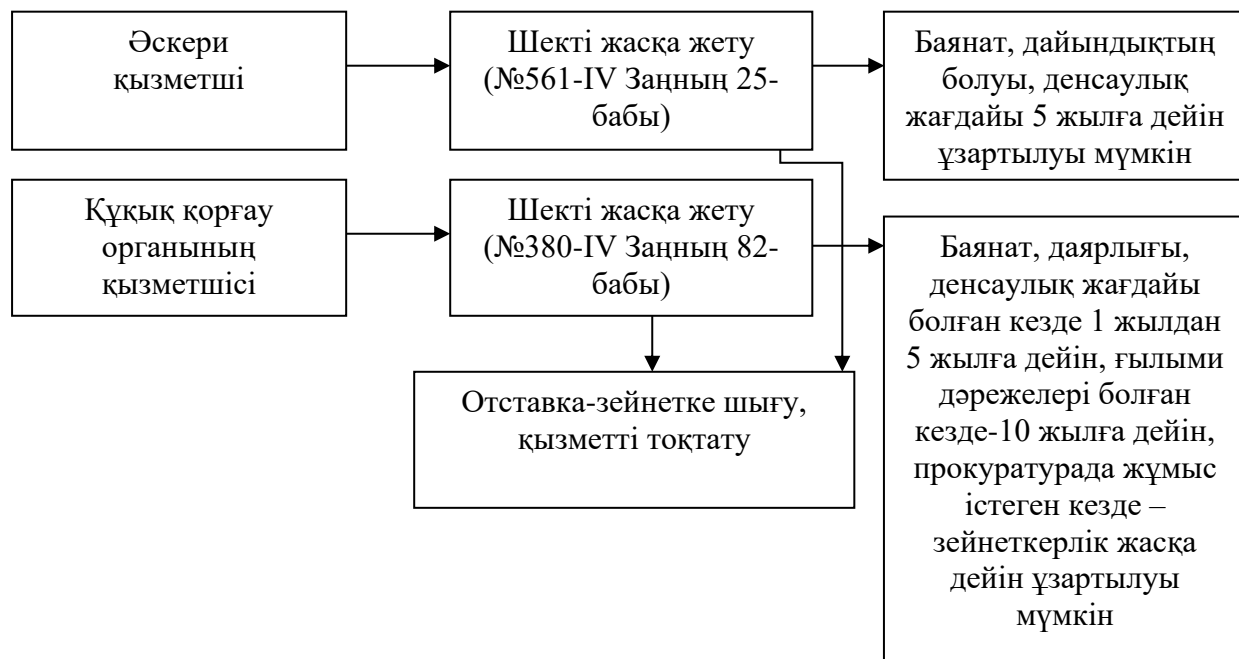 Әскери
қызметші
Шекті жасқа жету
(№561-IV Заңның 25-
бабы)
Баянат, дайындықтың
болуы, денсаулық
жағдайы 5 жылға дейін
ұзартылуы мүмкін
Құқық қорғау
органының
қызметшісі
Шекті жасқа жету
(№380-IV Заңның 82-
бабы)
Баянат, даярлығы,
денсаулық жағдайы
болған кезде 1 жылдан
5 жылға дейін, ғылыми
дәрежелері болған
кезде-10 жылға дейін,
прокуратурада жұмыс
істеген кезде –
зейнеткерлік жасқа
дейін ұзартылуы
мүмкін
Отставка-зейнетке шығу,
қызметті тоқтату